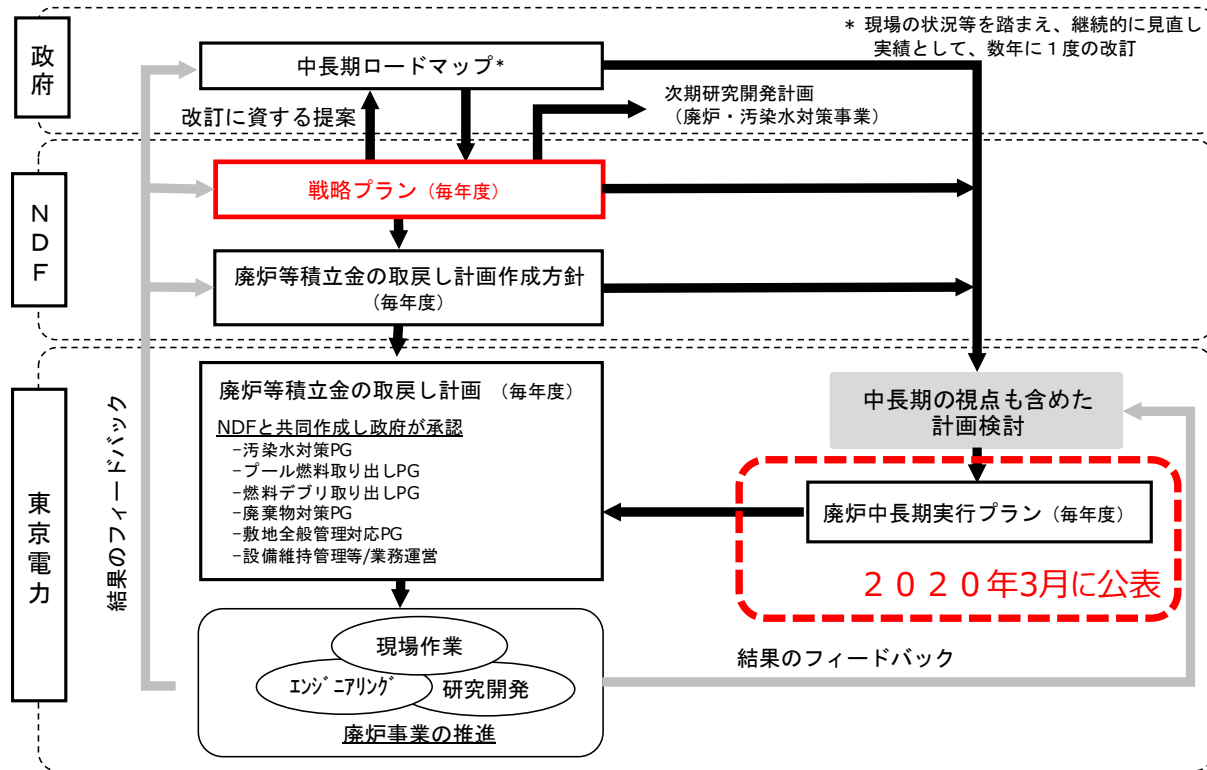 政府
* 現場の状況等を踏まえ、継続的に見直し
実績として、数年に1度の改訂
中長期ロードマップ*
改訂に資する提案
次期研究開発計画
（廃炉・汚染水対策事業）
NDF
戦略プラン（毎年度）
廃炉等積立金の取戻し計画作成方針
（毎年度）
東京電力
廃炉等積立金の取戻し計画 （毎年度）
NDFと共同作成し政府が承認
-汚染水対策PG
-プール燃料取り出しPG
-燃料デブリ取り出しPG
-廃棄物対策PG
-敷地全般管理対応PG
-設備維持管理等/業務運営
中長期の視点も含めた
計画検討
廃炉中長期実行プラン（毎年度）
2020年3月に公表
結果のフィードバック
現場作業
ｴﾝｼﾞﾆｱﾘﾝｸﾞ
研究開発
廃炉事業の推進
結果のフィードバック